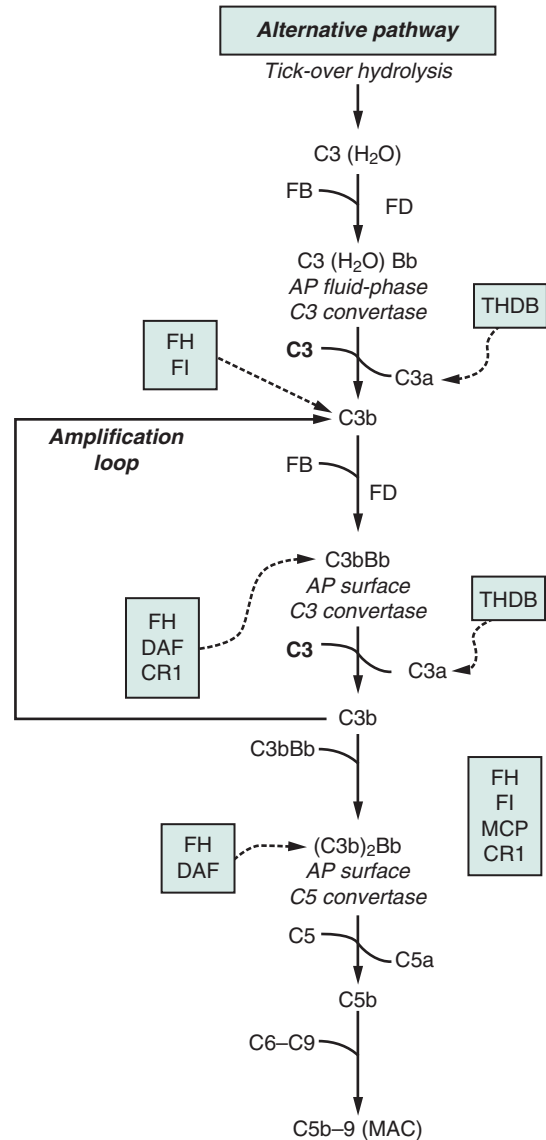 Alternative pathway
Tick-over hydrolysis
C3 (H₂O)
FB
FD
C3 (H₂O) Bb
AP fluid-phase
C3 convertase
THDB
FH
FI
C3
C3a
C3b
Amplification
loop
FB
FD
C3bBb
AP surface
C3 convertase
THDB
FH
DAF
CR1
C3
C3a
C3b
C3bBb
FH
FI
MCP
CR1
FH
DAF
(C3b)₂Bb
AP surface
C5 convertase
C5
C5a
C5b
C6–C9
C5b–9 (MAC)